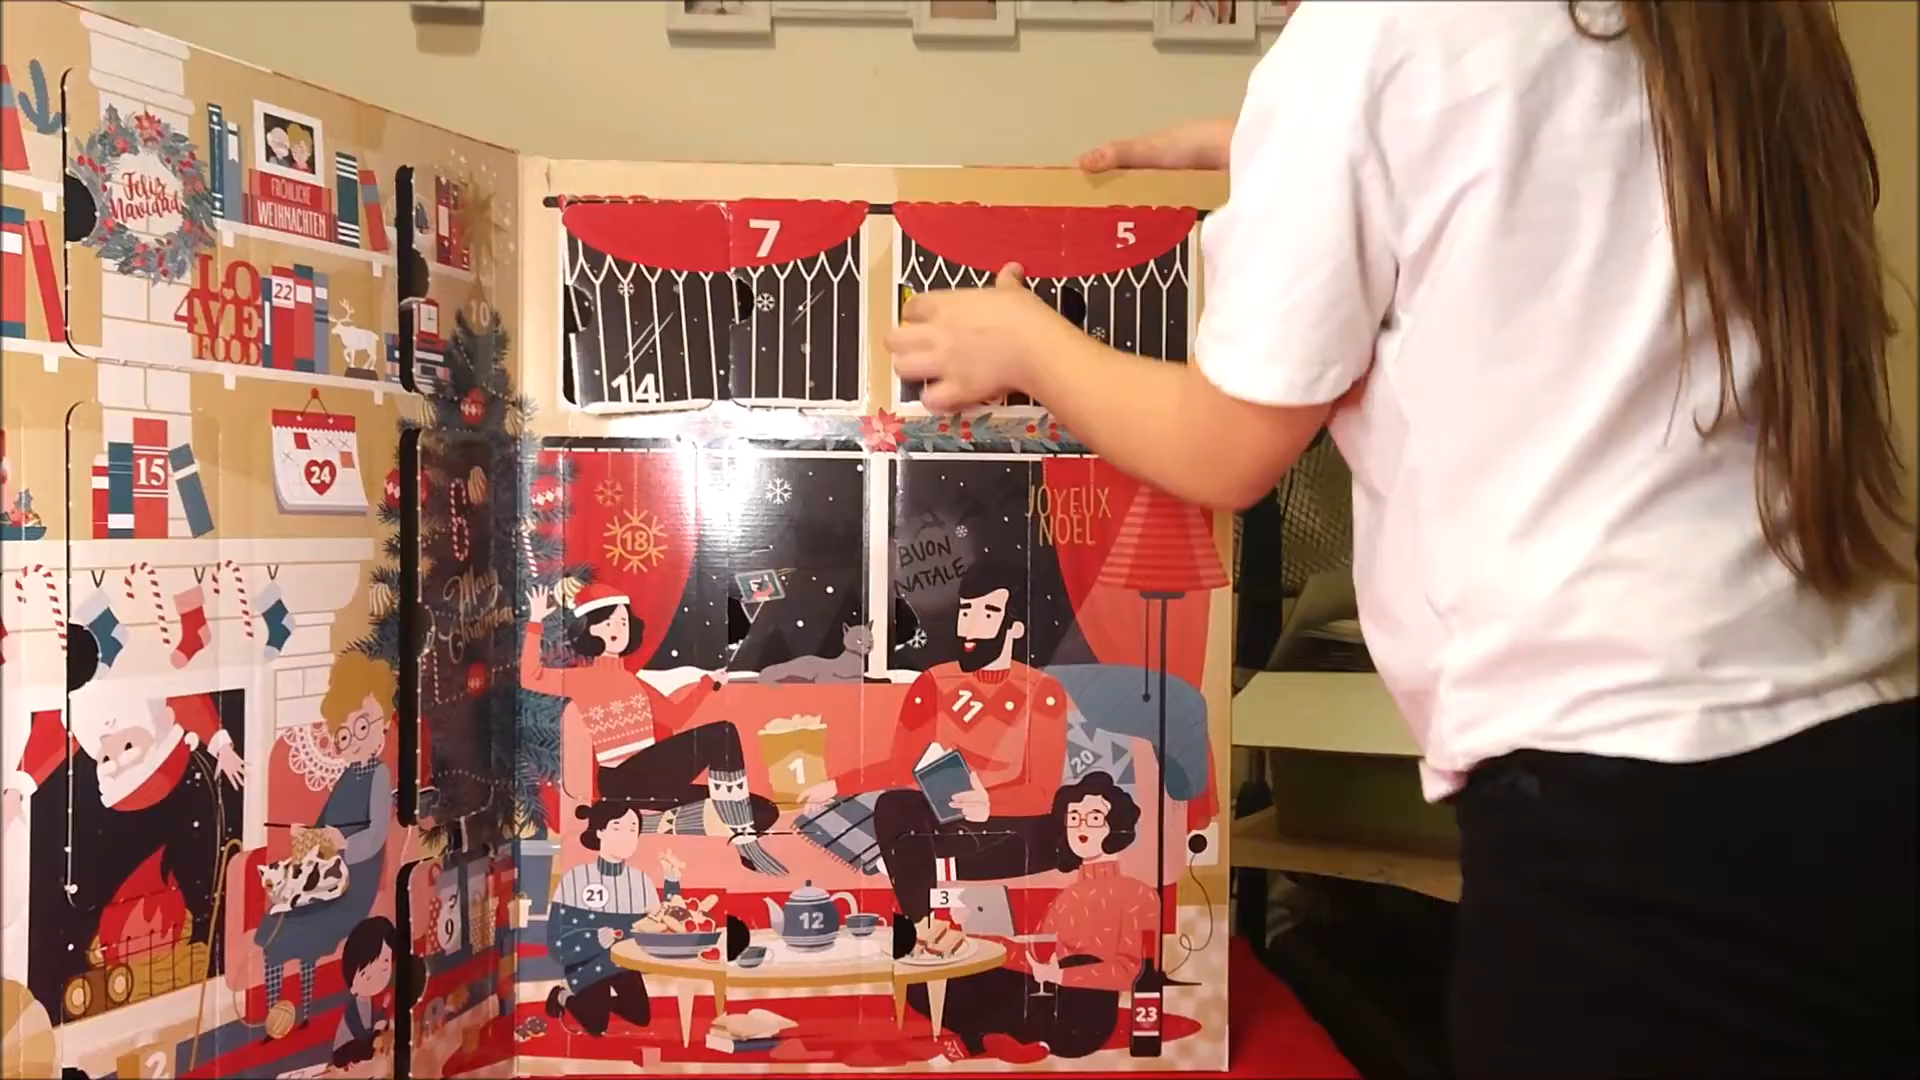 Feliz
Navidad
FRÖHLICHE
WEIHNACHTEN
LO
VE
FOOD
4
22
10
7
5
14
15
24
18
JOYEUX
NOËL
BUON
NATALE
Merry
Christmas
11
1
20
21
12
3
9
23
2